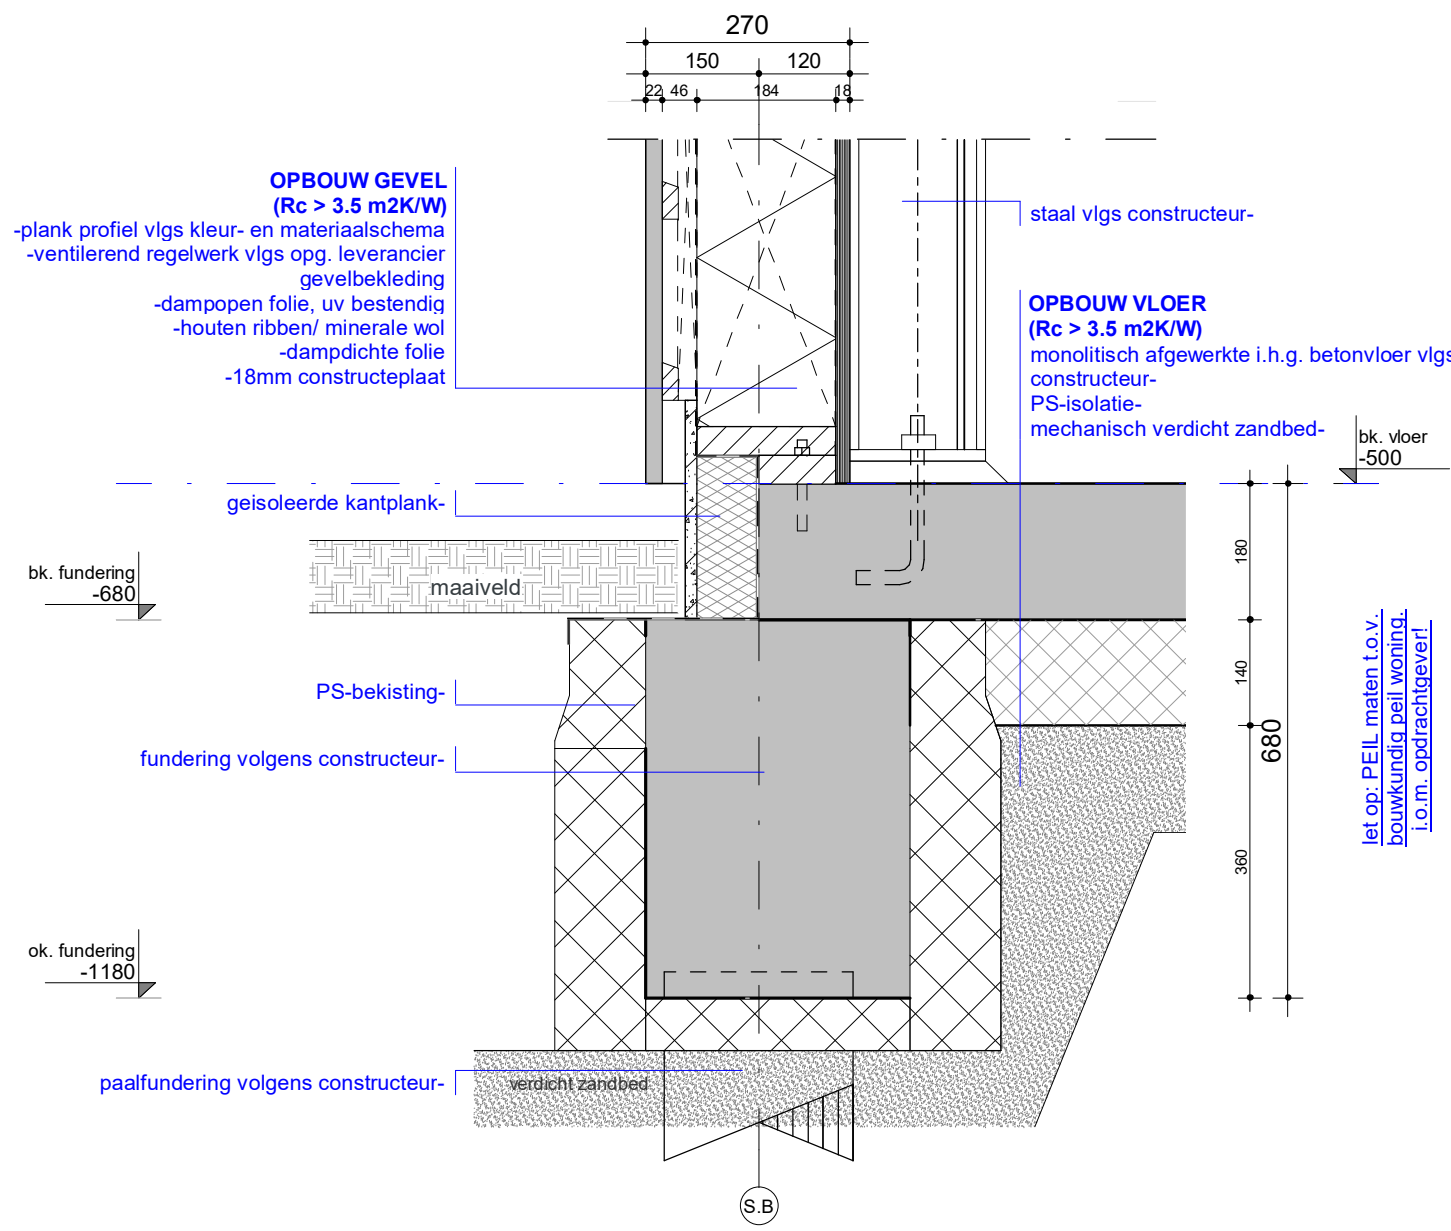 270
150
120
22
46
184
18
OPBOUW GEVEL
(Rc > 3.5 m2K/W)
-plank profiel vlgs kleur- en materiaalschema
-ventilerend regelwerk vlgs opg. leverancier
gevelbekleding
-dampopen folie, uv bestendig
-houten ribben/ minerale wol
-dampdichte folie
-18mm constructeplaat
staal vlgs constructeur-
OPBOUW VLOER
(Rc > 3.5 m2K/W)
monolitisch afgewerkte i.h.g. betonvloer vlgs
constructeur-
PS-isolatie-
mechanisch verdicht zandbed-
bk. vloer
-500
geisoleerde kantplank-
bk. fundering
-680
maaiveld
180
140
360
680
let op: PEIL maten t.o.v.
bouwkundig peil woning.
i.o.m. opdrachtgever!
PS-bekisting-
fundering volgens constructeur-
ok. fundering
-1180
paalfundering volgens constructeur-
verdicht zandbed
S.B